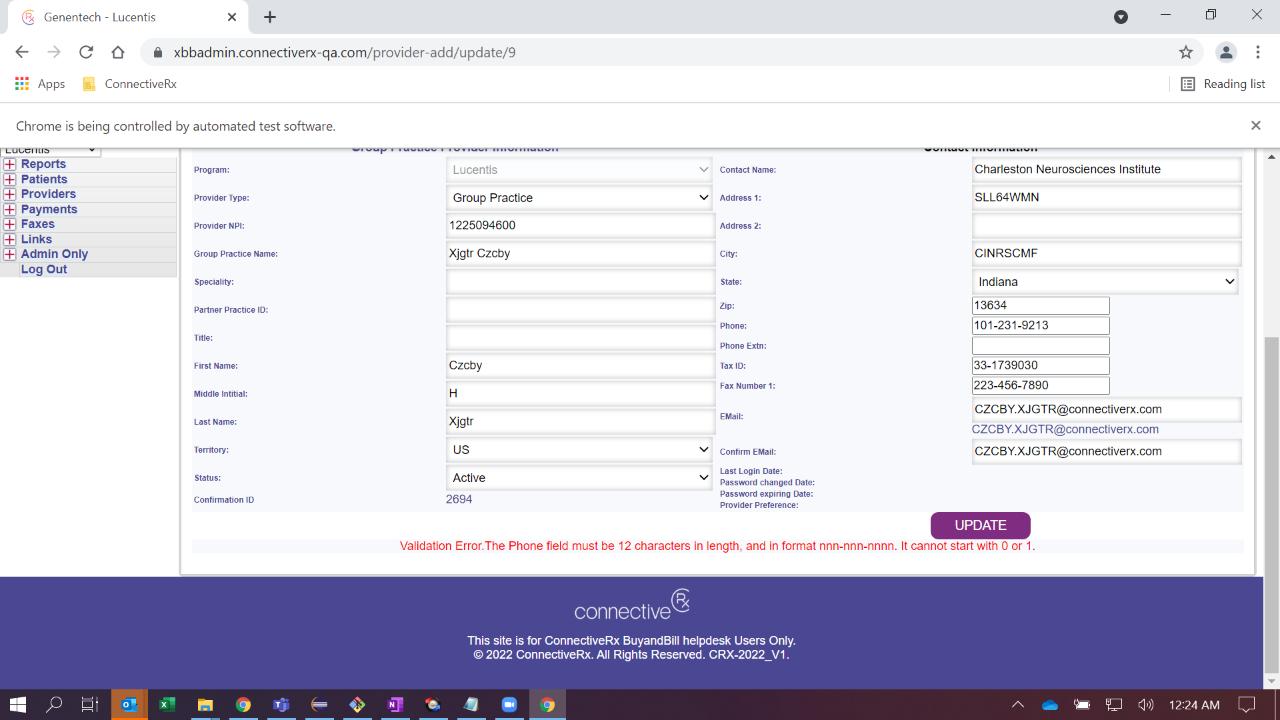 Genentech - Lucentis
xbbadmin.connectiverx-qa.com/provider-add/update/9
Apps ConnectiveRx Reading list
Chrome is being controlled by automated test software.
Lucentis
Reports
Patients
Providers
Payments
Faxes
Links
Admin Only
Log Out
Group Practice Provider Information Contact Information
Program: Lucentis Contact Name: Charleston Neurosciences Institute
Provider Type: Group Practice Address 1: SLL64WMN
Provider NPI: 1225094600 Address 2:
Group Practice Name: Xjgtr Czcby City: CINRSCMF
Speciality: State: Indiana
Partner Practice ID: Zip: 13634
Phone: 101-231-9213
Title: Phone Extn:
First Name: Czcby Tax ID: 33-1739030
Middle Intitial: H Fax Number 1: 223-456-7890
Last Name: Xjgtr EMail: CZCBY.XJGTR@connectiverx.com
CZCBY.XJGTR@connectiverx.com
Territory: US Confirm EMail: CZCBY.XJGTR@connectiverx.com
Status: Active Last Login Date:
Password changed Date:
Confirmation ID 2694 Password expiring Date:
Provider Preference:
UPDATE
Validation Error.The Phone field must be 12 characters in length, and in format nnn-nnn-nnnn. It cannot start with 0 or 1.
connective Rx
This site is for ConnectiveRx BuyandBill helpdesk Users Only.
© 2022 ConnectiveRx. All Rights Reserved. CRX-2022_V1.
12:24 AM